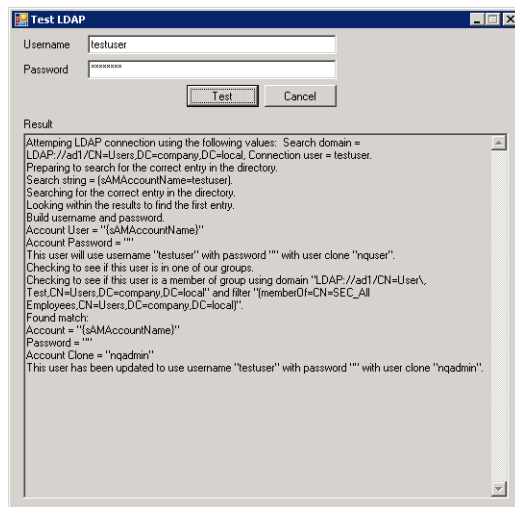 Test LDAP
Username testuser
Password ********
Test Cancel
Result
Attemping LDAP connection using the following values:  Search domain =
LDAP://ad1/CN=Users,DC=company,DC=local, Connection user = testuser.
Preparing to search for the correct entry in the directory.
Search string = (sAMAccountName=testuser).
Searching for the correct entry in the directory.
Looking within the results to find the first entry.
Build username and password.
Account User = "{sAMAccountName}"
Account Password = ""
This user will use username "testuser" with password "" with user clone "nquser".
Checking to see if this user is in one of our groups.
Checking to see if this user is a member of group using domain "LDAP://ad1/CN=User\,
Test,CN=Users,DC=company,DC=local" and filter "(memberOf=CN=SEC_All
Employees,CN=Users,DC=company,DC=local)".
Found match:
Account = "{sAMAccountName}"
Password = ""
Account Clone = "nqadmin"
This user has been updated to use username "testuser" with password "" with user clone "nqadmin".